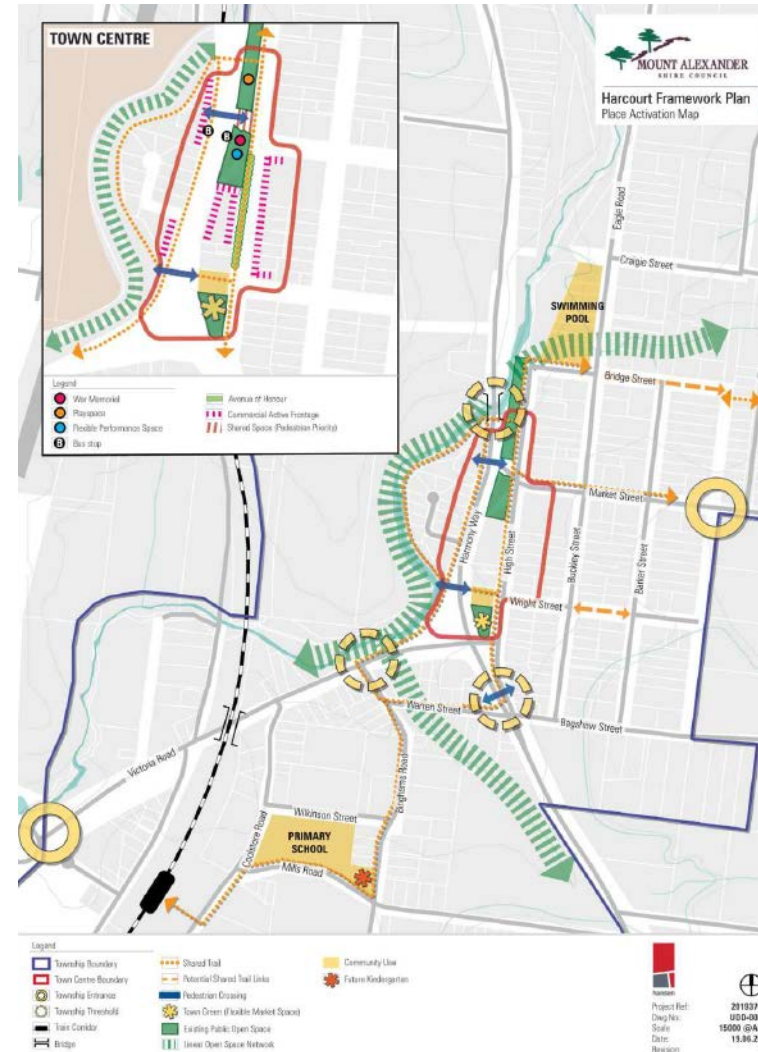 TOWN CENTRE
B
B
Legend
War Memorial
Playspace
Flexible Performance Space
B Bus stop
Avenue of Honour
Commercial Active Frontage
Shared Space (Pedestrian Priority)
MOUNT ALEXANDER
SHIRE COUNCIL
Harcourt Framework Plan
Place Activation Map
Eagle Road
Craigie Street
SWIMMING
POOL
Bridge Street
Market Street
Harmony Way
High Street
Buckley Street
Barker Street
Wright Street
Warren Street
Bagshaw Street
Victoria Road
Binghams Road
Wilkinson Street
Coolstore Road
PRIMARY
SCHOOL
Mills Road
Legend
Township Boundary
Town Centre Boundary
Township Entrance
Township Threshold
Train Corridor
Bridge
Shared Trail
Potential Shared Trail Links
Pedestrian Crossing
Town Green (Flexible Market Space)
Existing Public Open Space
Linear Open Space Network
Community Use
Future Kindergarten
hansen
Project Ref:
Dwg No.:
UDD-00
Scale
15000 @A
Date:
Revision: